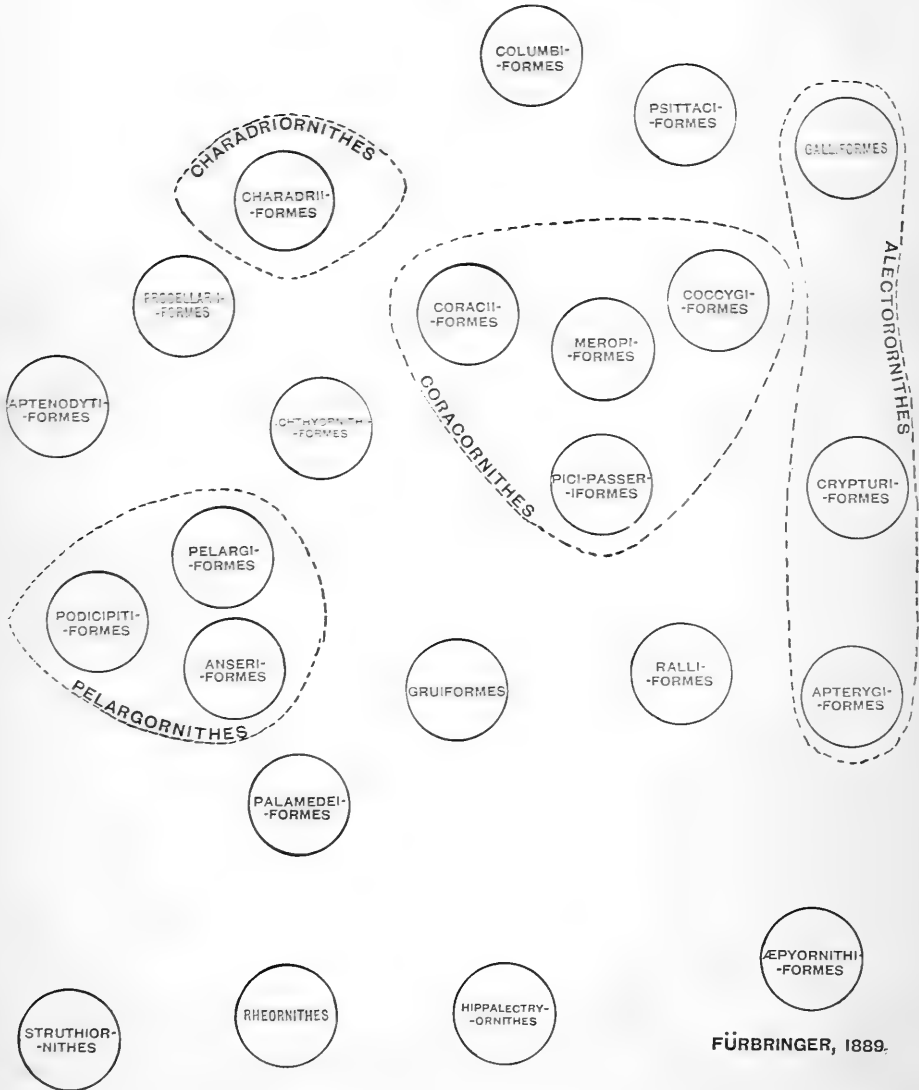 COLUMBI-
-FORMES
PSITTACI-
-FORMES
GALLIFORMES
CHARADRIORNITHES
CHARADRII-
-FORMES
ALECTORORNITHES
PROCELLARII-
-FORMES
CORACII-
-FORMES
MEROPI-
-FORMES
COCCYGI-
-FORMES
APTENODYTI-
-FORMES
ICHTHYORNITHI-
-FORMES
CORACORNITHES
PICI-PASSER-
-IFORMES
CRYPTURI-
-FORMES
PELARGI-
-FORMES
PODICIPITI-
-FORMES
ANSERI-
-FORMES
PELARGORNITHES
GRUIFORMES
RALLI-
-FORMES
APTERYGI-
-FORMES
PALAMEDEI-
-FORMES
ÆPYORNITHI-
-FORMES
STRUTHIOR-
-NITHES
RHEORNITHES
HIPPALECTRY-
-ORNITHES
FÜRBRINGER, 1889.